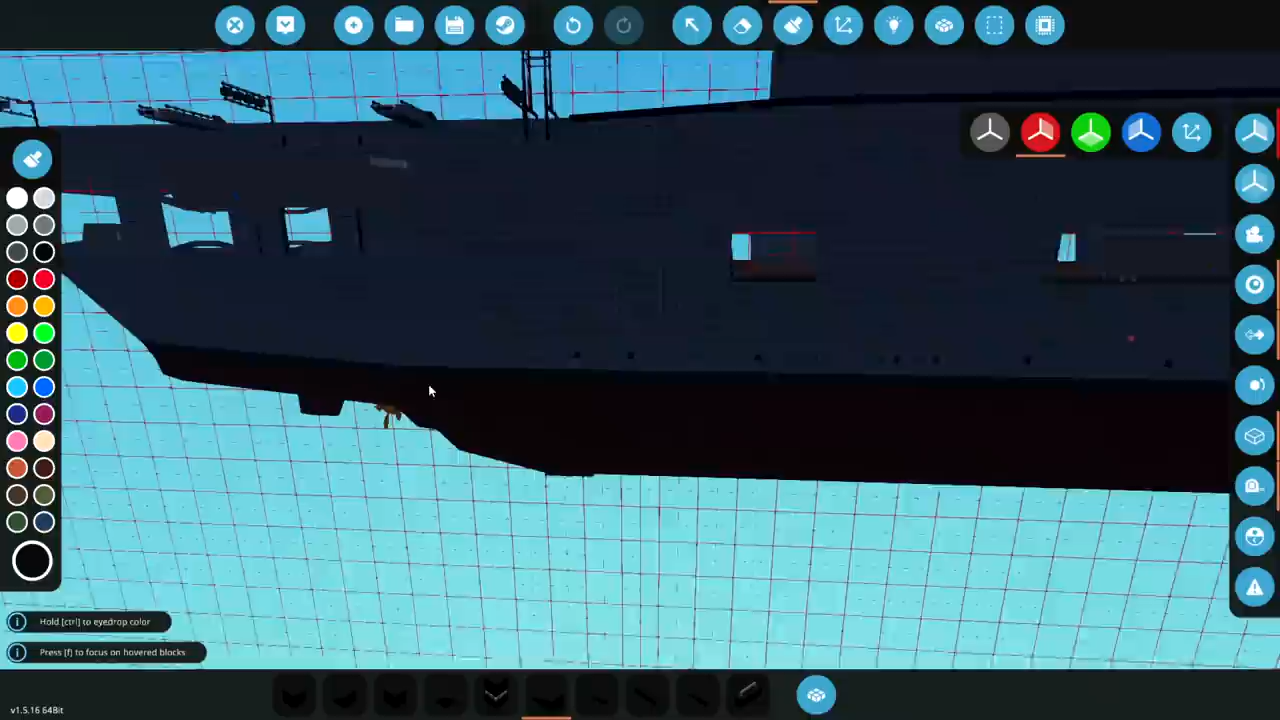 Hold [ctrl] to eyedrop color
Press [f] to focus on hovered blocks
v1.5.16 64Bit